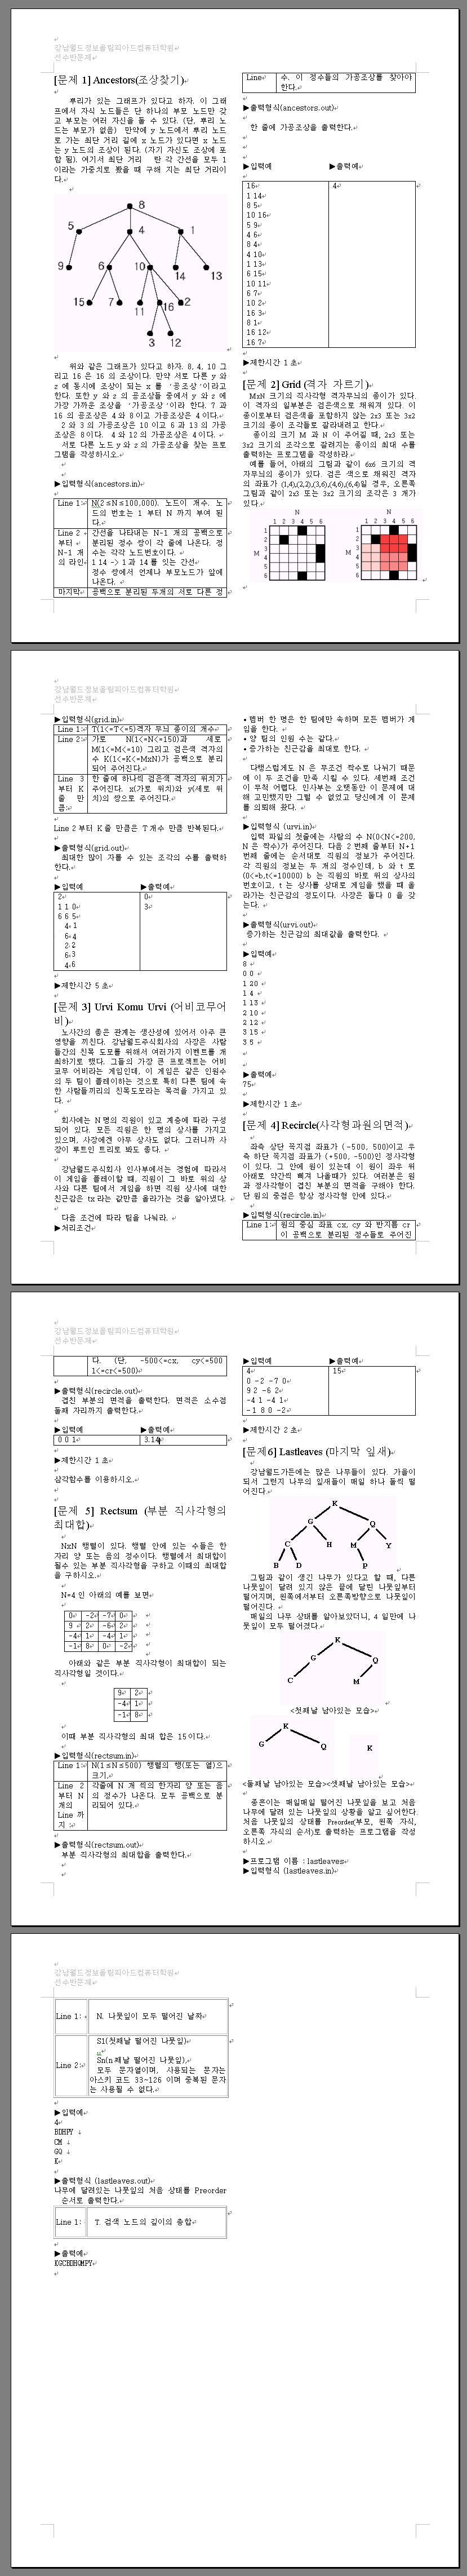 강남월드정보올림피아드컴퓨터학원
선수반문제
[문제 1] Ancestors(조상찾기)
뿌리가 있는 그래프가 있다고 하자. 이 그래
프에서 자식 노드들은 단 하나의 부모 노드만 갖
고 부모는 여러 자신을 둘 수 있다. (단, 뿌리 노
드는 부모가 없음) 만약에 y 노드에서 뿌리 노드
로 가는 최단 거리 길에 x 노드가 있다면 x 노드
는 y 노드의 조상이 된다. (자기 자신도 조상에 포
함 됨). 여기서 최단 거리 란 각 간선을 모두 1
이라는 가중치로 봤을 때 구해 지는 최단 거리이
다.
8
5 4 1
9 6 10 14 13
15 7 11 16 2
3 12
위와 같은 그래프가 있다고 하자. 8, 4, 10 그
리고 16 은 16 의 조상이다. 만약 서로 다른 y 와
z 에 동시에 조상이 되는 x 를 '공조상'이라고
한다. 또한 y 와 z 의 공조상들 중에서 y 와 z 에
가장 가까운 조상을 '가공조상'이라 한다. 7 과
16 의 공조상은 4 와 8 이고 가공조상은 4 이다.
2 와 3 의 가공조상은 10 이고 6 과 13 의 가공
조상은 8 이다. 4 와 12 의 가공조상은 4 이다.
서로 다른 노드 y 와 z 의 가공조상을 찾는 프로
그램을 작성하시오.
▶입력형식(ancestors.in)
Line 1: N(2≤N≤100,000). 노드의 개수. 노
드의 번호는 1 부터 N 까지 부여 된
다.
Line 2 부터 N-1 개의 라인 간선을 나타내는 N-1 개의 공백으로
분리된 정수 쌍이 각 줄에 나온다. 정
수는 각각 노드번호이다.
1 14 -> 1 과 14 를 잇는 간선
정수 쌍에서 언제나 부모노드가 앞에
나온다.
마지막 공백으로 분리된 두개의 서로 다른 정
Line 수. 이 정수들의 가공조상를 찾아야
한다.
▶출력형식(ancestors.out)
한 줄에 가공조상을 출력한다.
▶입력예 ▶출력예
16 4
1 14
8 5
10 16
5 9
4 6
8 4
4 10
1 13
6 15
10 11
6 7
10 2
16 3
8 1
16 12
16 7
▶제한시간 1 초
[문제 2] Grid (격자 자르기)
MxN 크기의 직사각형 격자무늬의 종이가 있다.
이 격자의 일부분은 검은색으로 채워져 있다. 이
종이로부터 검은색을 포함하지 않는 2x3 또는 3x2
크기의 종이 조각들로 잘라내려고 한다.
종이의 크기 M 과 N 이 주어질 때, 2x3 또는
3x2 크기의 조각으로 잘려지는 종이의 최대 수를
출력하는 프로그램을 작성하라.
예를 들어, 아래의 그림과 같이 6x6 크기의 격
자무늬의 종이가 있다. 검은 색으로 채워진 격자
의 좌표가 (1,4),(2,2),(3,6),(4,6),(6,4)일 경우, 오른쪽
그림과 같이 2x3 또는 3x2 크기의 조각은 3 개가
있다.
N N
1 2 3 4 5 6 1 2 3 4 5 6
M M
1
2
3
4
5
6
강남월드정보올림피아드컴퓨터학원
선수반문제
▶입력형식(grid.in)
Line 1: T(1<=T<=5)격자 무늬 종이의 개수
Line 2: 가로 N(1<=N<=150)과 세로
M(1<=M<=10) 그리고 검은색 격자의
수 K(1<=K<=MxN)가 공백으로 분리
되어 주어진다.
Line 3 부터 K 줄 만큼: 한 줄에 하나씩 검은색 격자의 위치가
주어진다. x(가로 위치)와 y(세로 위
치)의 쌍으로 주어진다.
Line 2 부터 K 줄 만큼은 T 개수 만큼 반복된다.
▶출력형식(grid.out)
최대한 많이 자를 수 있는 조각의 수를 출력하
한다.
▶입력예 ▶출력예
2 0
1 1 0 3
6 6 5
4 1
6 4
2 2
6 3
4 6
▶제한시간 5 초
[문제 3] Urvi Komu Urvi (어비코무어
비)
노사간의 좋은 관계는 생산성에 있어서 아주 큰
영향을 끼친다. 강남월드주식회사의 사장은 사람
들간의 친목 도모를 위해서 여러가지 이벤트를 개
최하기로 했다. 그들의 가장 큰 프로젝트는 어비
코무 어비라는 게임인데, 이 게임은 같은 인원수
의 두 팀이 플레이하는 것으로 특히 다른 팀에 속
한 사람들끼리의 친목도모라는 목적을 가지고 있
다.
회사에는 N 명의 직원이 있고 계층에 따라 구성
되어 있다. 모든 직원은 한 명의 상사를 가지고
있으며, 사장에겐 아무 상사도 없다. 그러니까 사
장이 루트인 트리로 봐도 좋다.
강남월드주식회사 인사부에서는 경험에 따라서
이 게임을 플레이할 때, 직원이 그 바로 위의 상
사와 다른 팀에서 게임을 하면 직원 상사에 대한
친근감은 tx 라는 값만큼 올라가는 것을 알아냈다.
다음 조건에 따라 팀을 나눠라.
▶처리조건
• 멤버 한 명은 한 팀에만 속하며 모든 멤버가 게
임을 한다.
• 양 팀의 인원 수는 같다.
• 증가하는 친근감을 최대로 한다.
다행스럽게도 N 은 무조건 짝수로 나뉘기 때문
에 이 두 조건을 만족 시킬 수 있다. 세번째 조건
이 무척 어렵다. 인사부는 오랫동안 이 문제에 대
해 고민했지만 그럴 수 없었고 당신에게 이 문제
를 의뢰해 왔다.
▶입력형식 (urvi.in)
입력 파일의 첫줄에는 사람의 수 N(0<N<=200,
N 은 짝수)가 주어진다. 다음 2 번째 줄부터 N+1
번째 줄에는 순서대로 직원의 정보가 주어진다.
각 직원의 정보는 두 개의 정수인데, b 와 t 로
(0<=b,t<=10000) b 는 직원의 바로 위의 상사의
번호이고, t 는 상사를 상대로 게임을 했을 때 올
라가는 친근감의 정도이다. 사장은 둘다 0 을 갖
는다.
▶출력형식(urvi.out)
증가하는 친근감의 최대값을 출력한다.
▶입력예
8
0 0
1 20
1 4
1 13
2 10
2 12
3 15
3 5
▶출력예
75
▶제한시간 1 초
[문제 4] Recircle(사각형과원의면적)
좌측 상단 꼭지점 좌표가 (-500, 500)이고 우
측 하단 꼭지점 좌표가 (+500, -500)인 정사각형
이 있다. 그 안에 원이 있는데 이 원이 좌우 위
아래로 약간씩 삐져 나올때가 있다. 여러분은 원
과 정사각형이 겹친 부분의 면적을 구해야 한다.
단 원의 중점은 항상 정사각형 안에 있다.
▶입력형식(recircle.in)
Line 1: 원의 중심 좌표 cx, cy 와 반지름 cr
이 공백으로 분리된 정수들로 주어진
강남월드정보올림피아드컴퓨터학원
선수반문제
다. (단, -500<=cx, cy<=500
1<=cr<=500)
▶출력형식(recircle.out)
겹친 부분의 면적을 출력한다. 면적은 소수점
둘째 자리까지 출력한다.
▶입력예 ▶출력예
0 0 1 3.14
▶제한시간 1 초
삼각함수를 이용하시오.
[문제 5] Rectsum (부분 직사각형의
최대합)
NxN 행렬이 있다. 행렬 안에 있는 수들은 한
자리 양 또는 음의 정수이다. 행렬에서 최대합이
될수 있는 부분 직사각형을 구하고 이때의 최대합
을 구하시오.
N=4 인 아래의 예를 보면
0 -2 -7 0
9 2 -6 2
-4 1 -4 1
-1 8 0 -2
아래와 같은 부분 직사각형이 최대합이 되는
직사각형일 것이다.
9 2
-4 1
-1 8
이때 부분 직사각형의 최대 합은 15 이다.
▶입력형식(rectsum.in)
Line 1: N(1≤N≤500) 행렬의 행(또는 열)으
크기.
Line 2 부터 N 개의 Line 까지 : 각줄에 N 개 씩의 한자리 양 또는 음
의 정수가 나온다. 모두 공백으로 분
리되어 있다.
▶출력형식(rectsum.out)
부분 직사각형의 최대합을 출력한다.
▶입력예 ▶출력예
4 15
0 -2 -7 0
9 2 -6 2
-4 1 -4 1
-1 8 0 -2
▶제한시간 2 초
[문제6] Lastleaves (마지막 잎새)
강남월드가든에는 많은 나무들이 있다. 가을이
되서 그런지 나무의 잎새들이 매일 하나 둘씩 떨
어진다.
K
G Q
C H M Y
B D P
그림과 같이 생긴 나무가 있다고 할 때, 다른
나뭇잎이 달려 있지 않은 끝에 달린 나뭇잎부터
떨어지며, 왼쪽에서부터 오른쪽방향으로 나뭇잎이
떨어진다.
매일의 나무 상태를 알아보았더니, 4 일만에 나
뭇잎이 모두 떨어졌다.
K
G Q
C M
<첫째날 남아있는 모습>
K
G Q K
<둘째날 남아있는 모습><셋째날 남아있는 모습>
종폰이는 매일매일 떨어진 나뭇잎을 보고 처음
나무에 달려 있는 나뭇잎의 상황을 알고 싶어한다.
처음 나뭇잎의 상태를 Preorder(부모, 왼쪽 자식,
오른쪽 자식의 순서)로 출력하는 프로그램을 작성
하시오.
▶프로그램 이름 : lastleaves
▶입력형식 (lastleaves.in)
강남월드정보올림피아드컴퓨터학원
선수반문제
Line 1: N. 나뭇잎이 모두 떨어진 날짜
Line 2: S1(첫째날 떨어진 나뭇잎)
…
Sn(n 째날 떨어진 나뭇잎),
모두 문자열이며, 사용되는 문자는
아스키 코드 33~126 이며 중복된 문자
는 사용될 수 없다.
▶입력예
4
BDHPY
CM
GQ
K
▶출력형식 (lastleaves.out)
나무에 달려있는 나뭇잎의 처음 상태를 Preorder
순서로 출력한다.
Line 1: T. 검색 노드의 깊이의 총합
▶출력예
KGCBDHQMPY